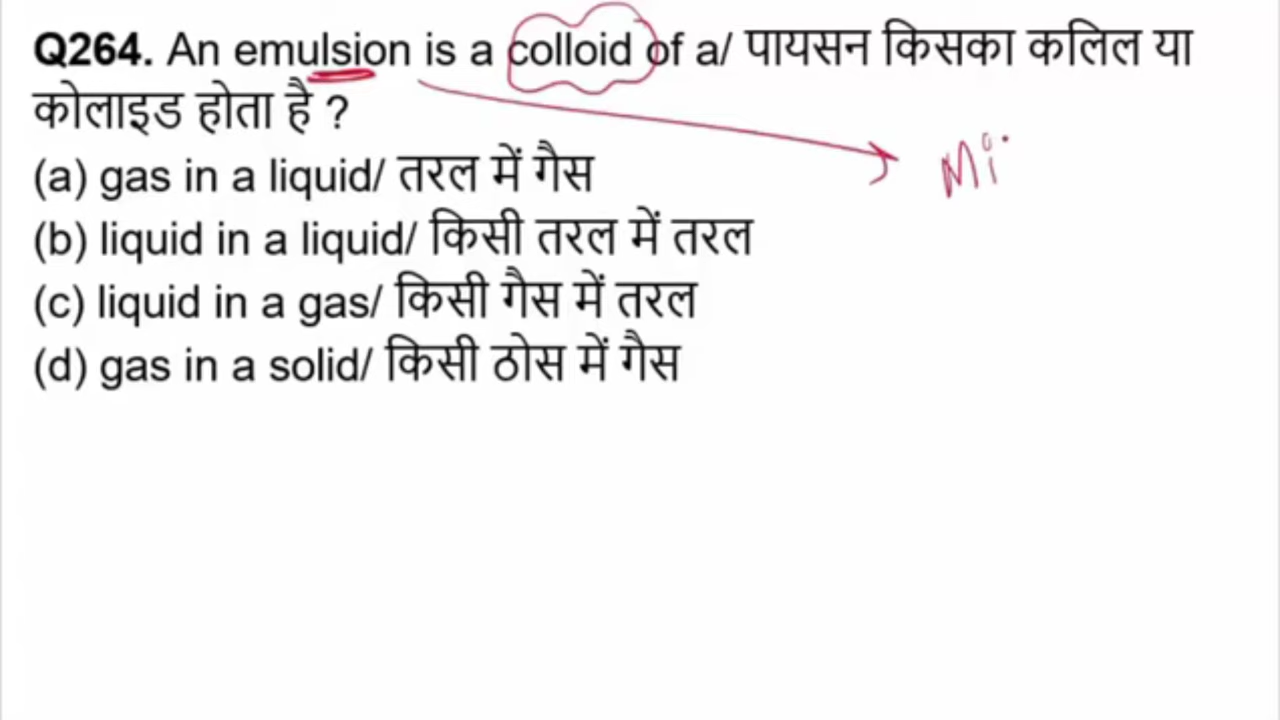 Q264. An emulsion is a colloid of a/ पायसन किसका कलिल या
कोलाइड होता है ?
Mi
(a) gas in a liquid/ तरल में गैस
(b) liquid in a liquid/ किसी तरल में तरल
(c) liquid in a gas/ किसी गैस में तरल
(d) gas in a solid/ किसी ठोस में गैस